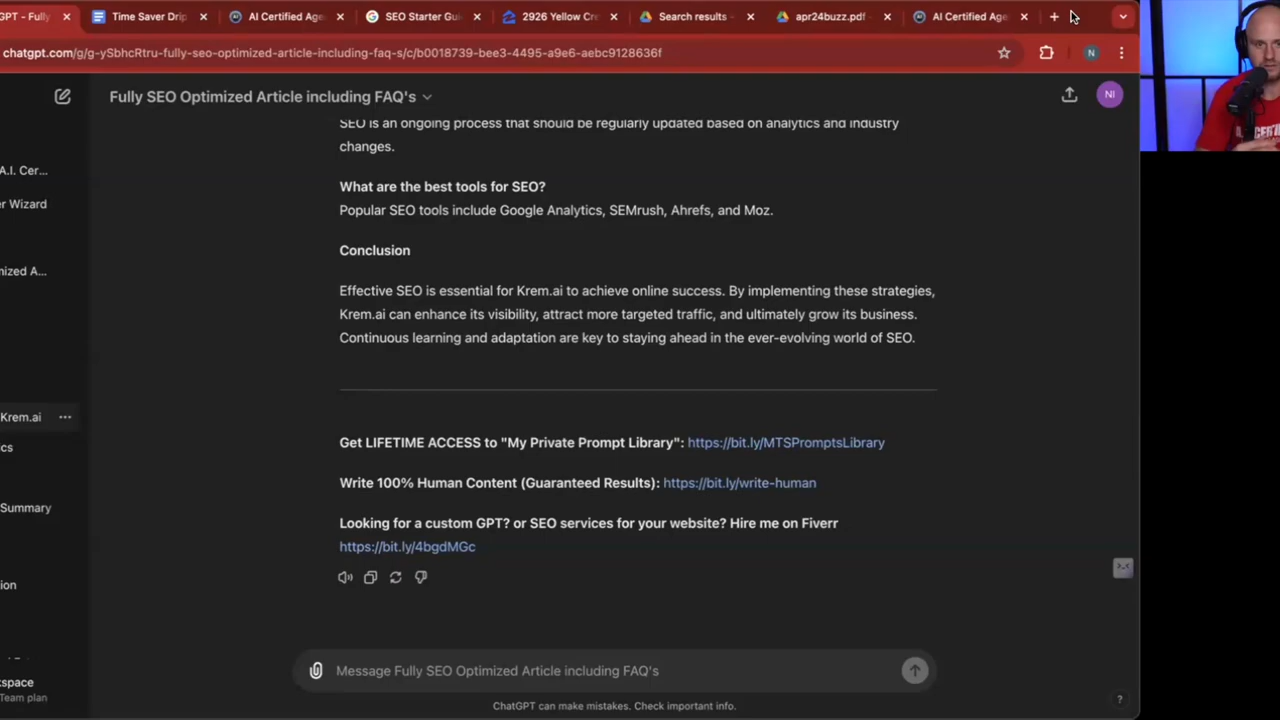 GPT - Fully
Time Saver Drip
AI Certified Age
SEO Starter Gui
2926 Yellow Cre
Search results -
apr24buzz.pdf -
AI Certified Age
chatgpt.com/g/g-ySbhcRtru-fully-seo-optimized-article-including-faq-s/c/b0018739-bee3-4495-a9e6-aebc9128636f
N
Fully SEO Optimized Article including FAQ's
NI
SEO is an ongoing process that should be regularly updated based on analytics and industry
changes.
A.I. Cer...
What are the best tools for SEO?
er Wizard
Popular SEO tools include Google Analytics, SEMrush, Ahrefs, and Moz.
Conclusion
mized A...
Effective SEO is essential for Krem.ai to achieve online success. By implementing these strategies,
Krem.ai can enhance its visibility, attract more targeted traffic, and ultimately grow its business.
Continuous learning and adaptation are key to staying ahead in the ever-evolving world of SEO.
Krem.ai
cs
Get LIFETIME ACCESS to "My Private Prompt Library": https://bit.ly/MTSPromptsLibrary
Write 100% Human Content (Guaranteed Results): https://bit.ly/write-human
Summary
Looking for a custom GPT? or SEO services for your website? Hire me on Fiverr
https://bit.ly/4bgdMGc
ion
Message Fully SEO Optimized Article including FAQ's
space
Team plan
ChatGPT can make mistakes. Check important info.
?